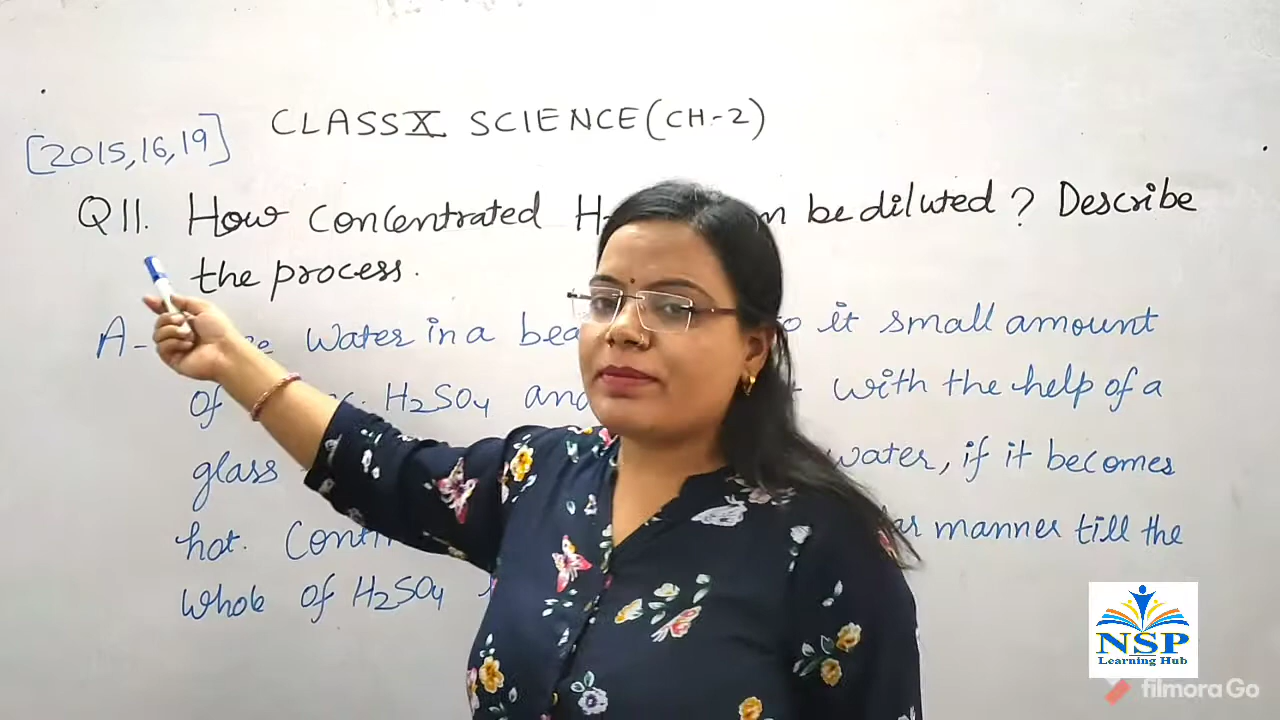 CLASS X SCIENCE (CH-2)
[2015, 16, 19]
Q11. How concentrated H be diluted? Describe
the process.
A- Water in a it small amount
of H₂SO₄ and with the help of a
glass water, if it becomes
hot. manner till the
whole of H₂SO₄
NSP
Learning Hub
filmora Go